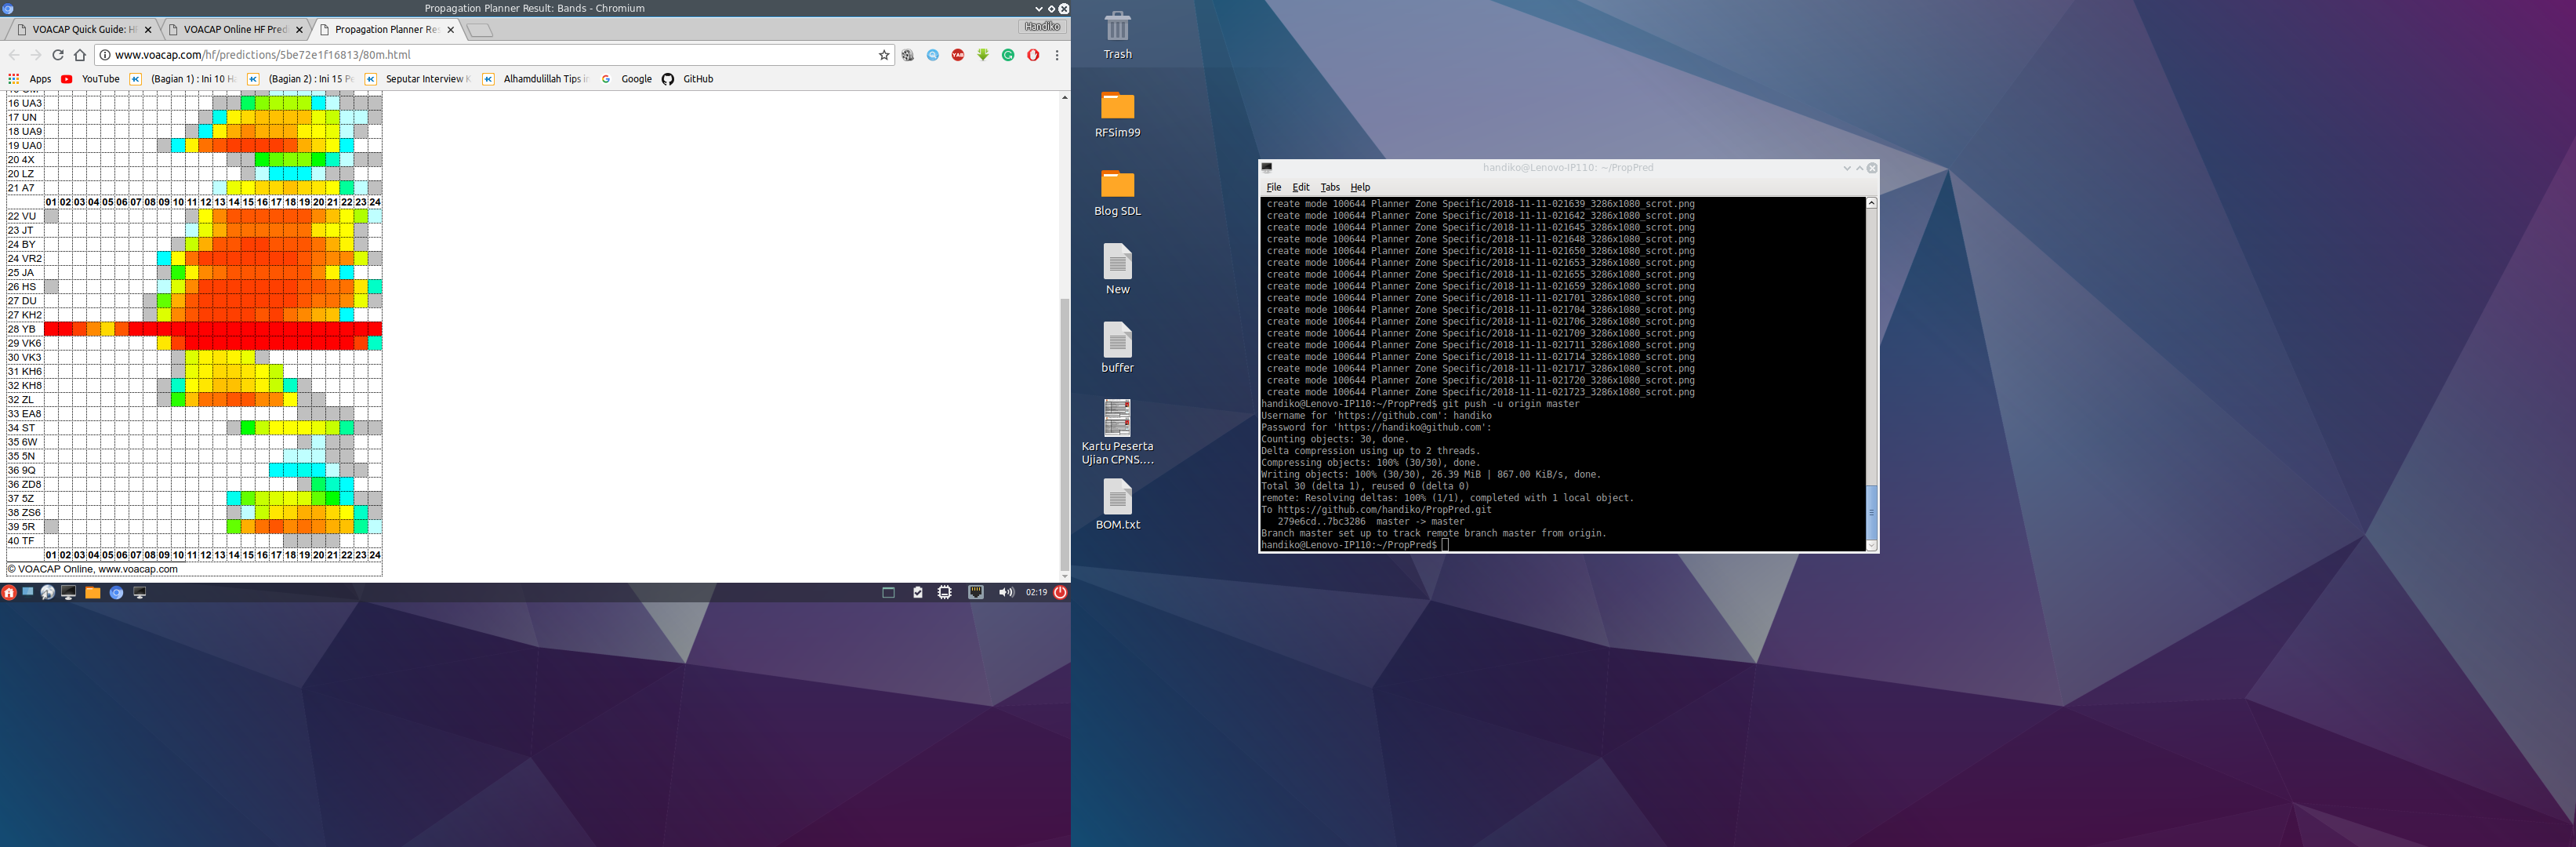 Propagation Planner Result: Bands - Chromium
VOACAP Quick Guide: H
VOACAP Online HF Pred
Propagation Planner Res
Handiko
www.voacap.com/hf/predictions/5be72e1f16813/80m.html
Apps
YouTube
(Bagian 1) : Ini 10 H
(Bagian 2) : Ini 15 P
Seputar Interview K
Alhamdulillah Tips in
Google
GitHub
16 UA3
17 UN
18 UA9
19 UA0
20 4X
20 LZ
21 A7
01 02 03 04 05 06 07 08 09 10 11 12 13 14 15 16 17 18 19 20 21 22 23 24
22 VU
23 JT
24 BY
24 VR2
25 JA
26 HS
27 DU
27 KH2
28 YB
29 VK6
30 VK3
31 KH6
32 KH8
32 ZL
33 EA8
34 ST
35 6W
35 5N
36 9Q
36 ZD8
37 5Z
38 ZS6
39 5R
40 TF
01 02 03 04 05 06 07 08 09 10 11 12 13 14 15 16 17 18 19 20 21 22 23 24
© VOACAP Online, www.voacap.com
02:19
Trash
RFSim99
Blog SDL
New
buffer
Kartu Peserta
Ujian CPNS....
BOM.txt
handiko@Lenovo-IP110: ~/PropPred
File Edit Tabs Help
create mode 100644 Planner Zone Specific/2018-11-11-021639_3286x1080_scrot.png
create mode 100644 Planner Zone Specific/2018-11-11-021642_3286x1080_scrot.png
create mode 100644 Planner Zone Specific/2018-11-11-021645_3286x1080_scrot.png
create mode 100644 Planner Zone Specific/2018-11-11-021648_3286x1080_scrot.png
create mode 100644 Planner Zone Specific/2018-11-11-021650_3286x1080_scrot.png
create mode 100644 Planner Zone Specific/2018-11-11-021653_3286x1080_scrot.png
create mode 100644 Planner Zone Specific/2018-11-11-021655_3286x1080_scrot.png
create mode 100644 Planner Zone Specific/2018-11-11-021659_3286x1080_scrot.png
create mode 100644 Planner Zone Specific/2018-11-11-021701_3286x1080_scrot.png
create mode 100644 Planner Zone Specific/2018-11-11-021704_3286x1080_scrot.png
create mode 100644 Planner Zone Specific/2018-11-11-021706_3286x1080_scrot.png
create mode 100644 Planner Zone Specific/2018-11-11-021709_3286x1080_scrot.png
create mode 100644 Planner Zone Specific/2018-11-11-021711_3286x1080_scrot.png
create mode 100644 Planner Zone Specific/2018-11-11-021714_3286x1080_scrot.png
create mode 100644 Planner Zone Specific/2018-11-11-021717_3286x1080_scrot.png
create mode 100644 Planner Zone Specific/2018-11-11-021720_3286x1080_scrot.png
create mode 100644 Planner Zone Specific/2018-11-11-021723_3286x1080_scrot.png
handiko@Lenovo-IP110:~/PropPred$ git push -u origin master
Username for 'https://github.com': handiko
Password for 'https://handiko@github.com':
Counting objects: 30, done.
Delta compression using up to 2 threads.
Compressing objects: 100% (30/30), done.
Writing objects: 100% (30/30), 26.39 MiB | 867.00 KiB/s, done.
Total 30 (delta 1), reused 0 (delta 0)
remote: Resolving deltas: 100% (1/1), completed with 1 local object.
To https://github.com/handiko/PropPred.git
279e6cd..7bc3286 master -> master
Branch master set up to track remote branch master from origin.
handiko@Lenovo-IP110:~/PropPred$